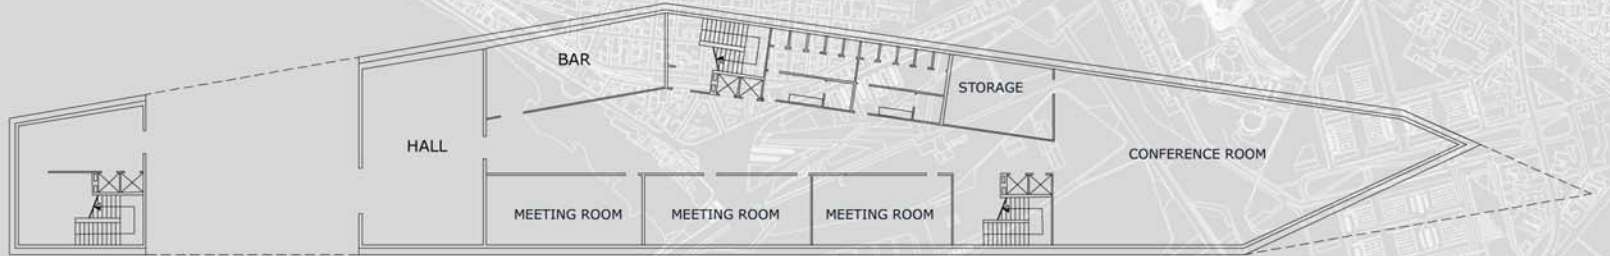 BAR
STORAGE
HALL
CONFERENCE ROOM
MEETING ROOM
MEETING ROOM
MEETING ROOM